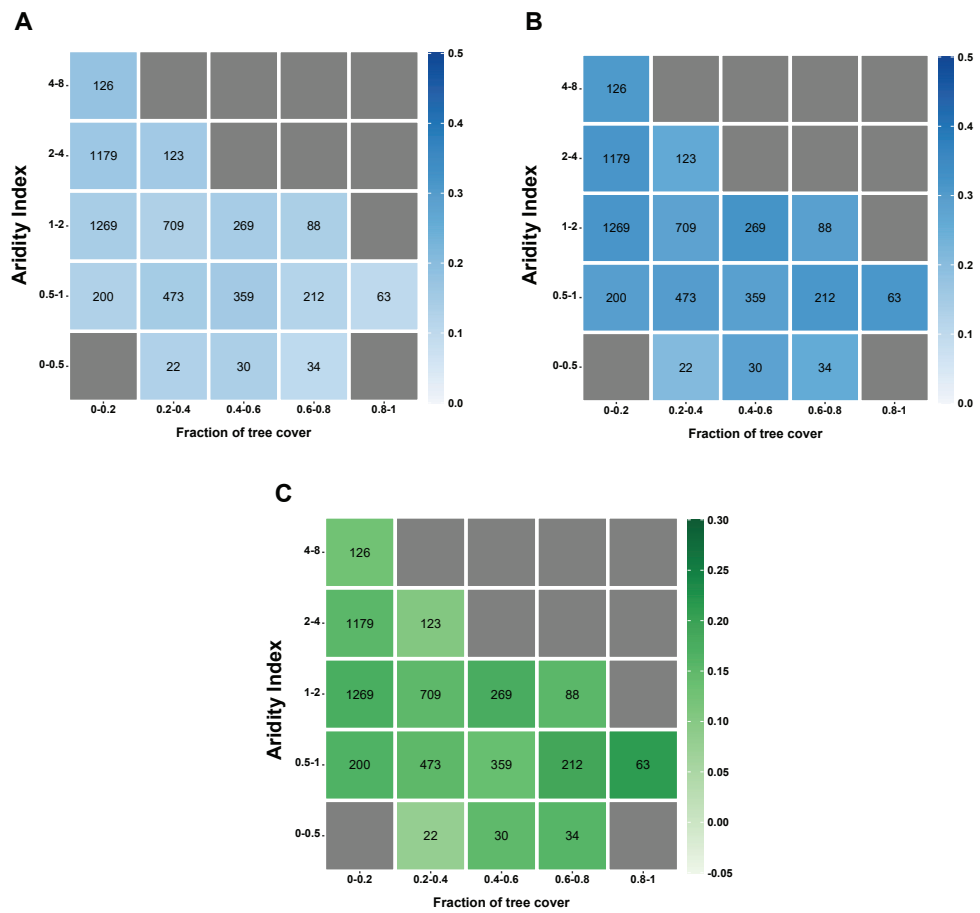 A
0.5
0.4
0.3
0.2
0.1
0.0
Aridity Index
4-8 126
2-4 1179 123
1-2 1269 709 269 88
0.5-1 200 473 359 212 63
0-0.5 22 30 34
0-0.2 0.2-0.4 0.4-0.6 0.6-0.8 0.8-1
Fraction of tree cover
B
0.5
0.4
0.3
0.2
0.1
0.0
Aridity Index
4-8 126
2-4 1179 123
1-2 1269 709 269 88
0.5-1 200 473 359 212 63
0-0.5 22 30 34
0-0.2 0.2-0.4 0.4-0.6 0.6-0.8 0.8-1
Fraction of tree cover
C
0.30
0.25
0.20
0.15
0.10
0.05
0.00
-0.05
Aridity Index
4-8 126
2-4 1179 123
1-2 1269 709 269 88
0.5-1 200 473 359 212 63
0-0.5 22 30 34
0-0.2 0.2-0.4 0.4-0.6 0.6-0.8 0.8-1
Fraction of tree cover